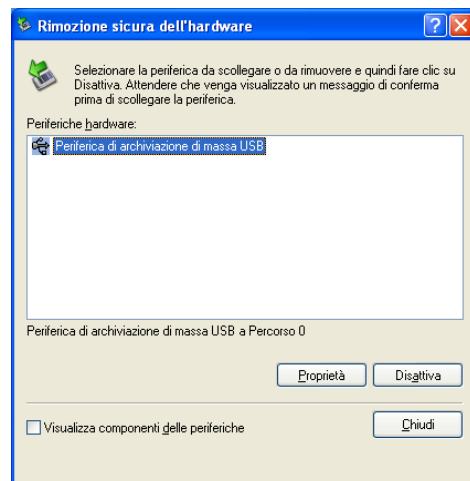 Rimozione sicura dell'hardware
Selezionare la periferica da scollegare o da rimuovere e quindi fare clic su
Disattiva. Attendere che venga visualizzato un messaggio di conferma
prima di scollegare la periferica.
Periferiche hardware:
Periferica di archiviazione di massa USB
Periferica di archiviazione di massa USB a Percorso 0
Proprietà Disattiva
Visualizza componenti delle periferiche Chiudi